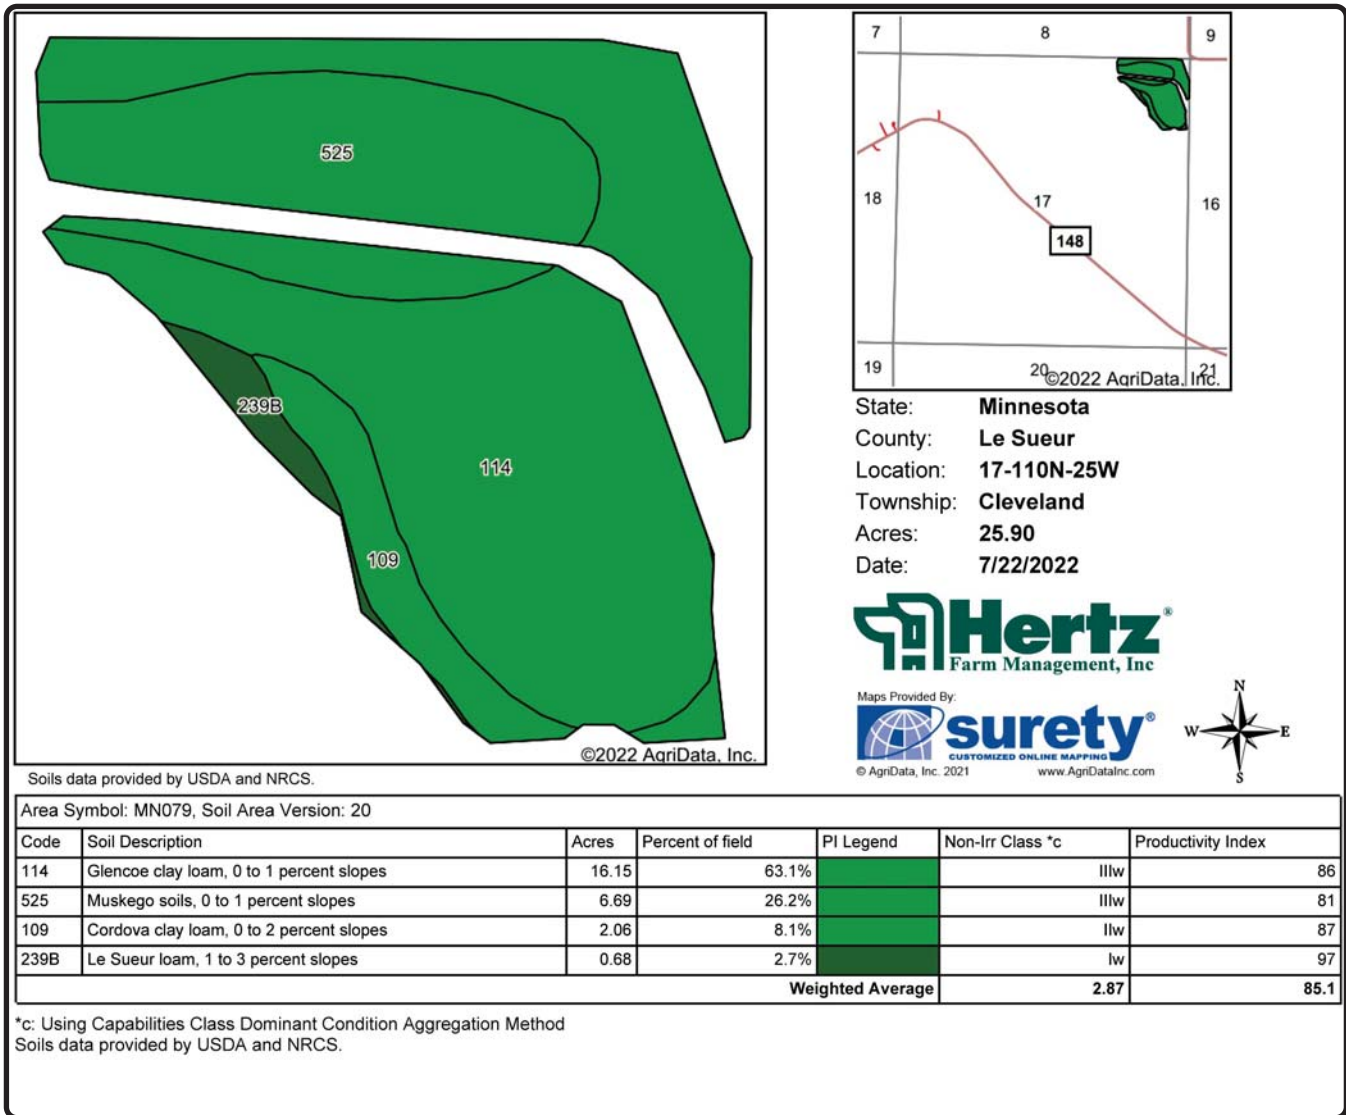 525
239B
114
109
©2022 AgriData, Inc.
Soils data provided by USDA and NRCS.
7
8
9
18
17
16
148
19
20
21
©2022 AgriData, Inc.
State: Minnesota
County: Le Sueur
Location: 17-110N-25W
Township: Cleveland
Acres: 25.90
Date: 7/22/2022
Hertz®
Farm Management, Inc
Maps Provided By:
surety®
CUSTOMIZED ONLINE MAPPING
© AgriData, Inc. 2021 www.AgriDataInc.com
N
W E
S
Area Symbol: MN079, Soil Area Version: 20
Code Soil Description Acres Percent of field PI Legend Non-Irr Class *c Productivity Index
114 Glencoe clay loam, 0 to 1 percent slopes 16.15 63.1% IIIw 86
525 Muskego soils, 0 to 1 percent slopes 6.69 26.2% IIIw 81
109 Cordova clay loam, 0 to 2 percent slopes 2.06 8.1% IIw 87
239B Le Sueur loam, 1 to 3 percent slopes 0.68 2.7% Iw 97
Weighted Average 2.87 85.1
*c: Using Capabilities Class Dominant Condition Aggregation Method
Soils data provided by USDA and NRCS.